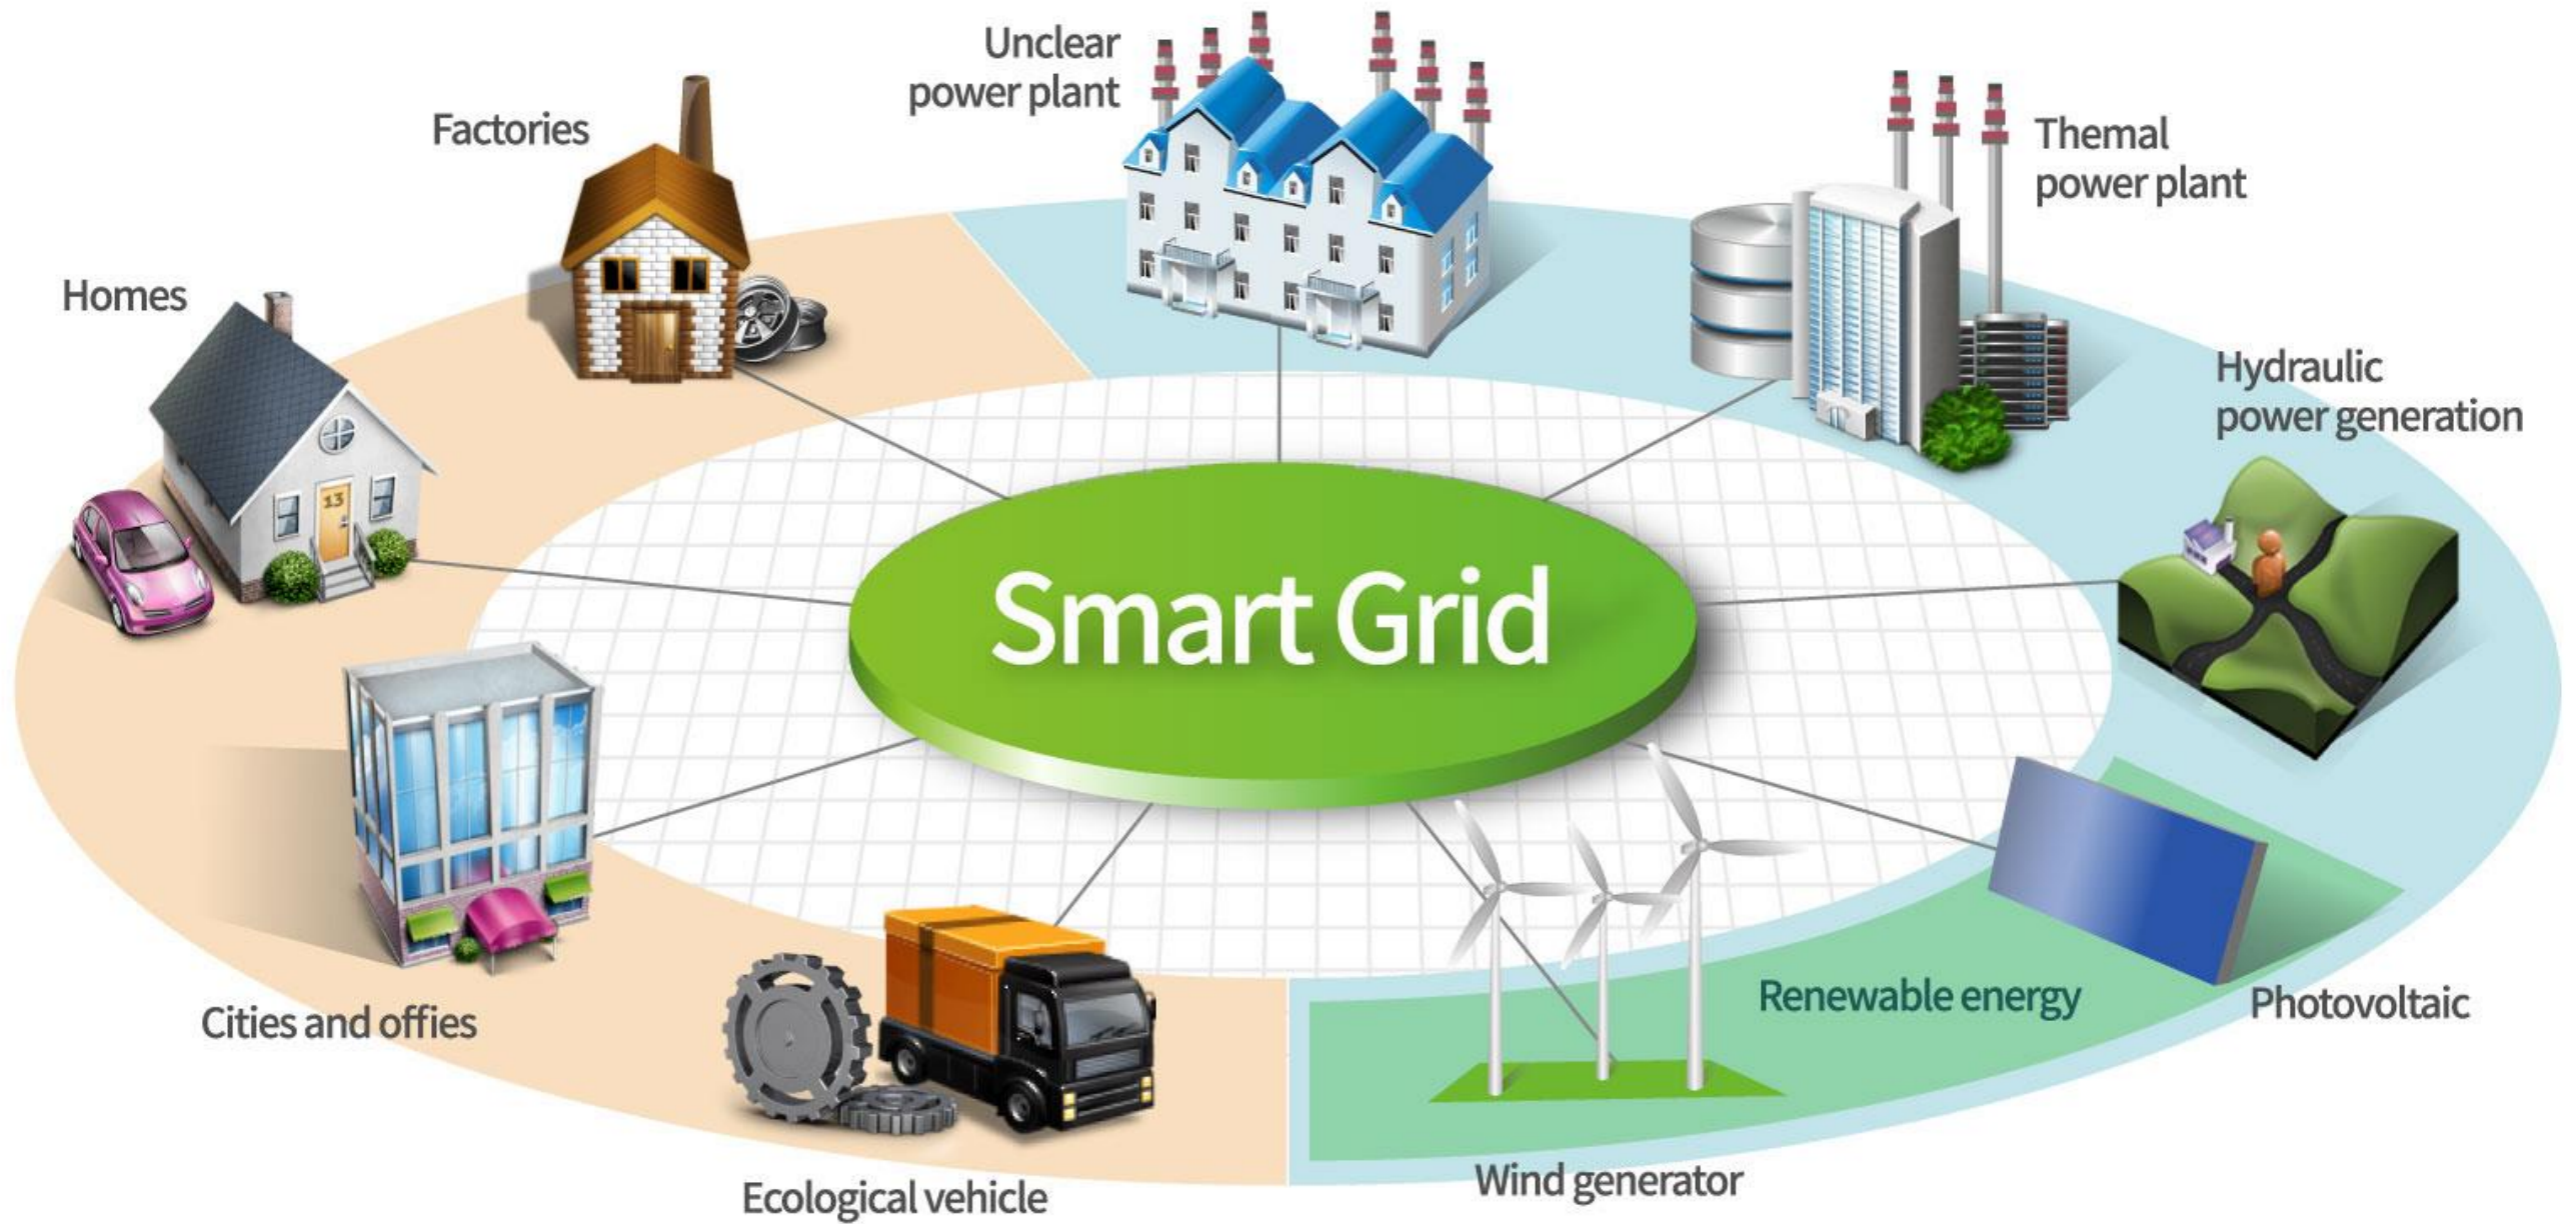 Unclear
power plant
Factories
Themal
power plant
Homes
Hydraulic
power generation
13
Smart Grid
Renewable energy
Photovoltaic
Cities and offies
Wind generator
Ecological vehicle